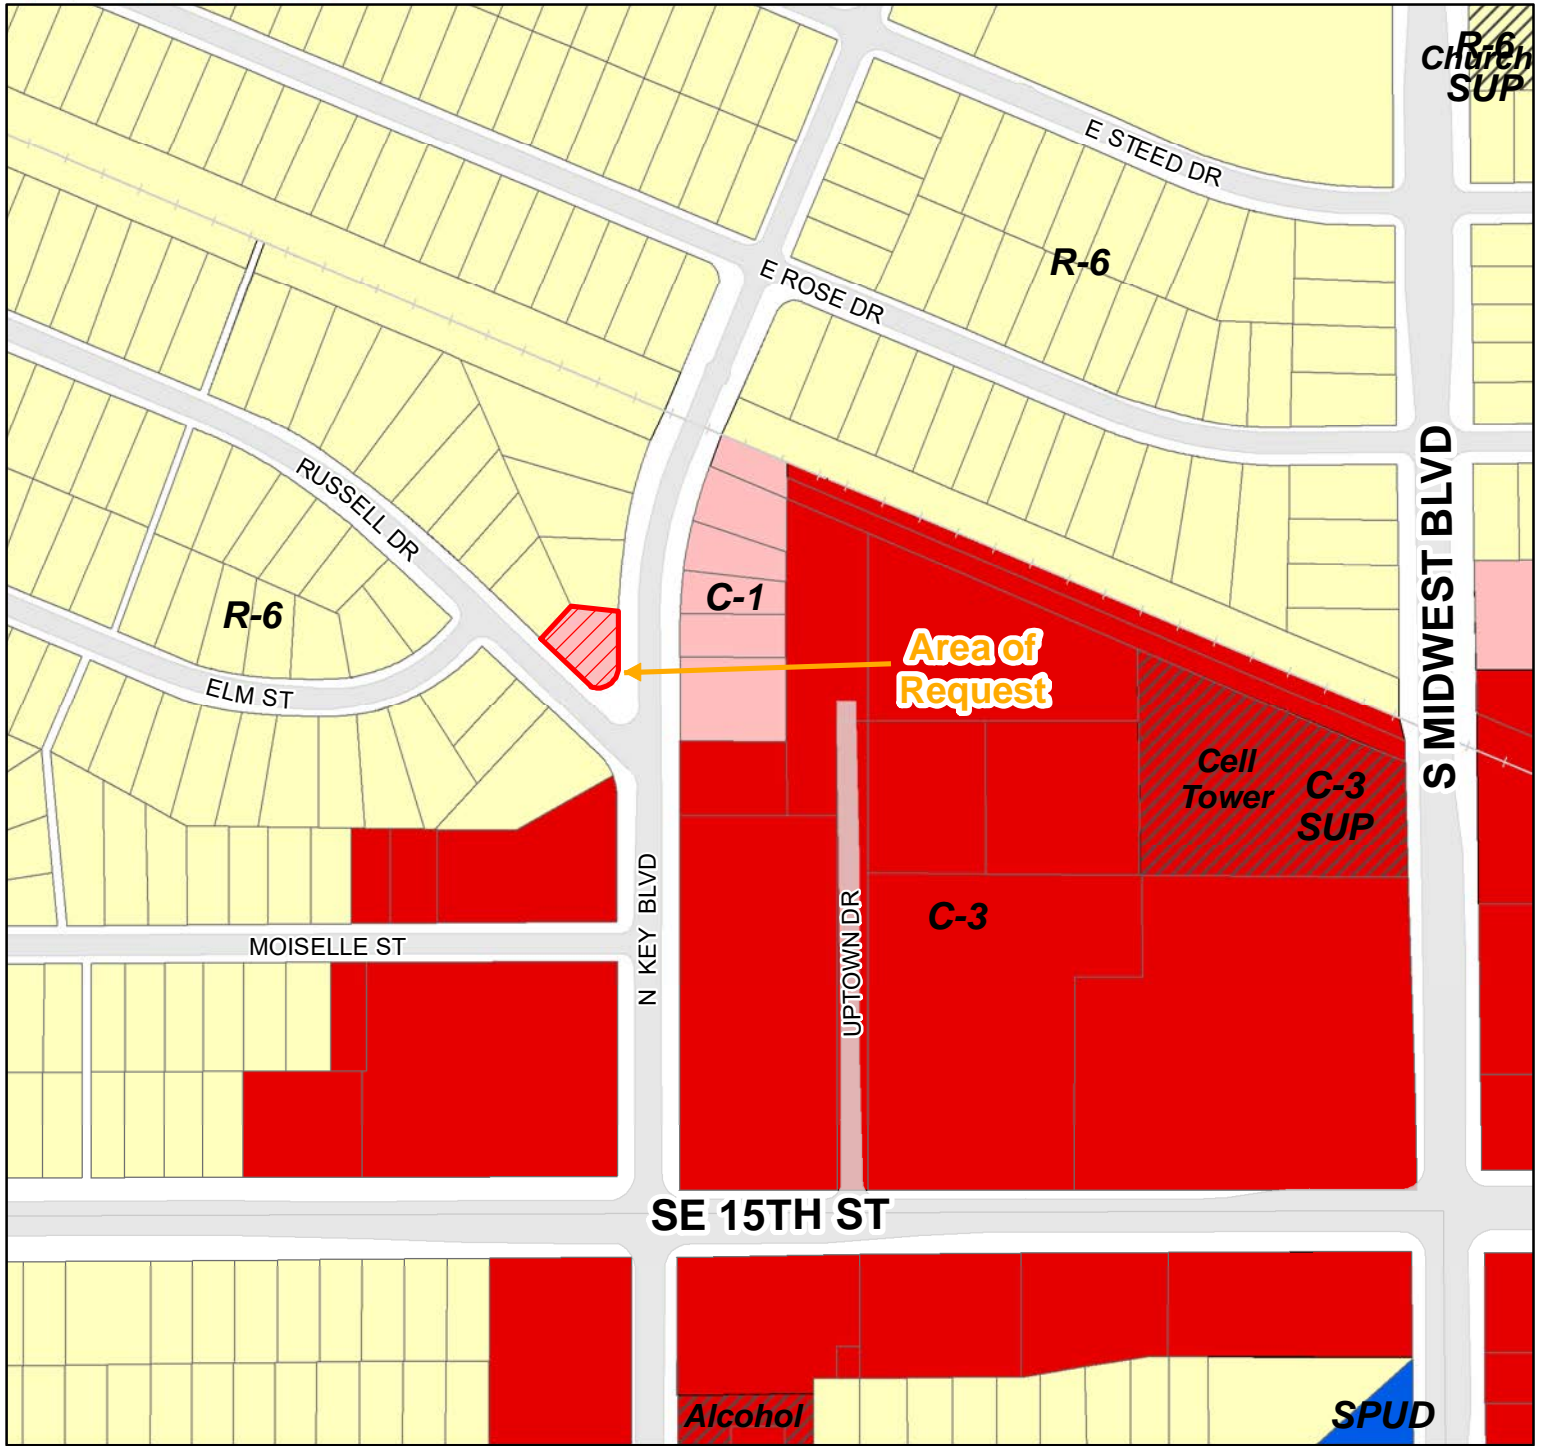 R-6
Church
SUP
E STEED DR
R-6
E ROSE DR
RUSSELL DR
S MIDWEST BLVD
C-1
R-6
Area of
Request
ELM ST
Cell
Tower
C-3
SUP
N KEY BLVD
UPTOWN DR
C-3
MOISELLE ST
SE 15TH ST
Alcohol
SPUD